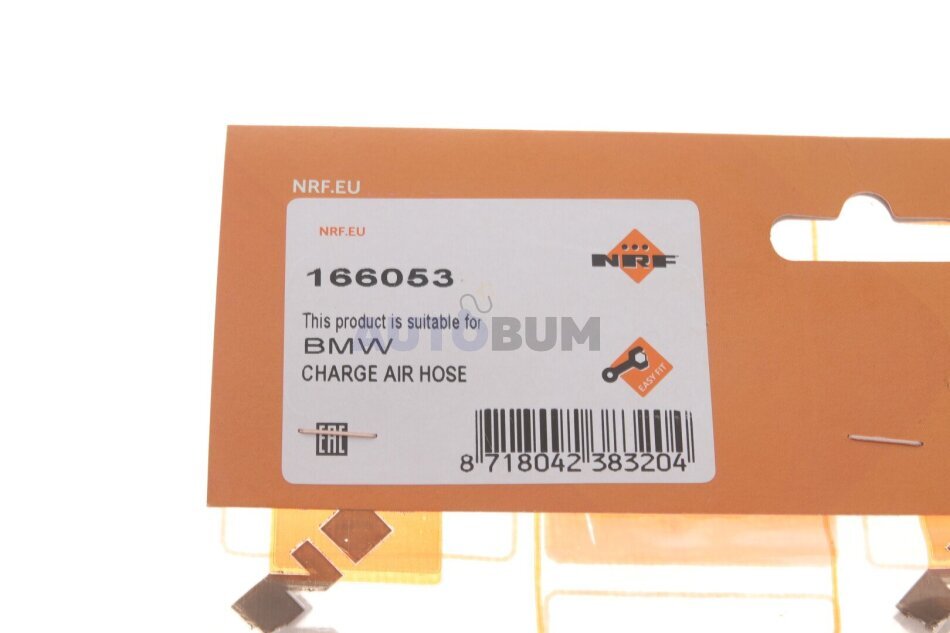 NRF.EU
NRF.EU
NRF
166053
This product is suitable for
AUTOBUM
BMW
CHARGE AIR HOSE
EASY FIT
EAC
8 718042 383204